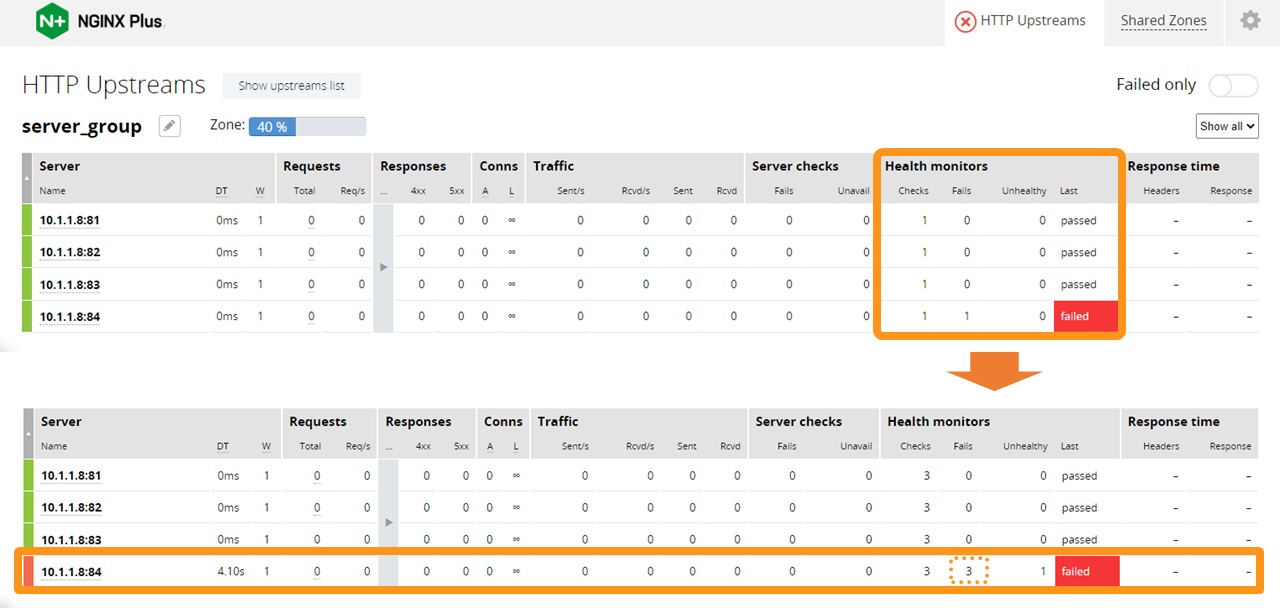 N+ NGINX Plus HTTP Upstreams Shared Zones
HTTP Upstreams Show upstreams list Failed only
server_group Zone: 40 % Show all
Server Requests Responses Conns Traffic Server checks Health monitors Response time
Name DT W Total Req/s ... 4xx 5xx A L Sent/s Rcvd/s Sent Rcvd Fails Unavail Checks Fails Unhealthy Last Headers Response
10.1.1.8:81 0ms 1 0 0 0 0 0 ∞ 0 0 0 0 0 0 1 0 0 passed – –
10.1.1.8:82 0ms 1 0 0 0 0 0 ∞ 0 0 0 0 0 0 1 0 0 passed – –
10.1.1.8:83 0ms 1 0 0 0 0 0 ∞ 0 0 0 0 0 0 1 0 0 passed – –
10.1.1.8:84 0ms 1 0 0 0 0 0 ∞ 0 0 0 0 0 0 1 1 0 failed – –
Server Requests Responses Conns Traffic Server checks Health monitors Response time
Name DT W Total Req/s ... 4xx 5xx A L Sent/s Rcvd/s Sent Rcvd Fails Unavail Checks Fails Unhealthy Last Headers Response
10.1.1.8:81 0ms 1 0 0 0 0 0 ∞ 0 0 0 0 0 0 3 0 0 passed – –
10.1.1.8:82 0ms 1 0 0 0 0 0 ∞ 0 0 0 0 0 0 3 0 0 passed – –
10.1.1.8:83 0ms 1 0 0 0 0 0 ∞ 0 0 0 0 0 0 3 0 0 passed – –
10.1.1.8:84 4.10s 1 0 0 0 0 0 ∞ 0 0 0 0 0 0 3 3 1 failed – –